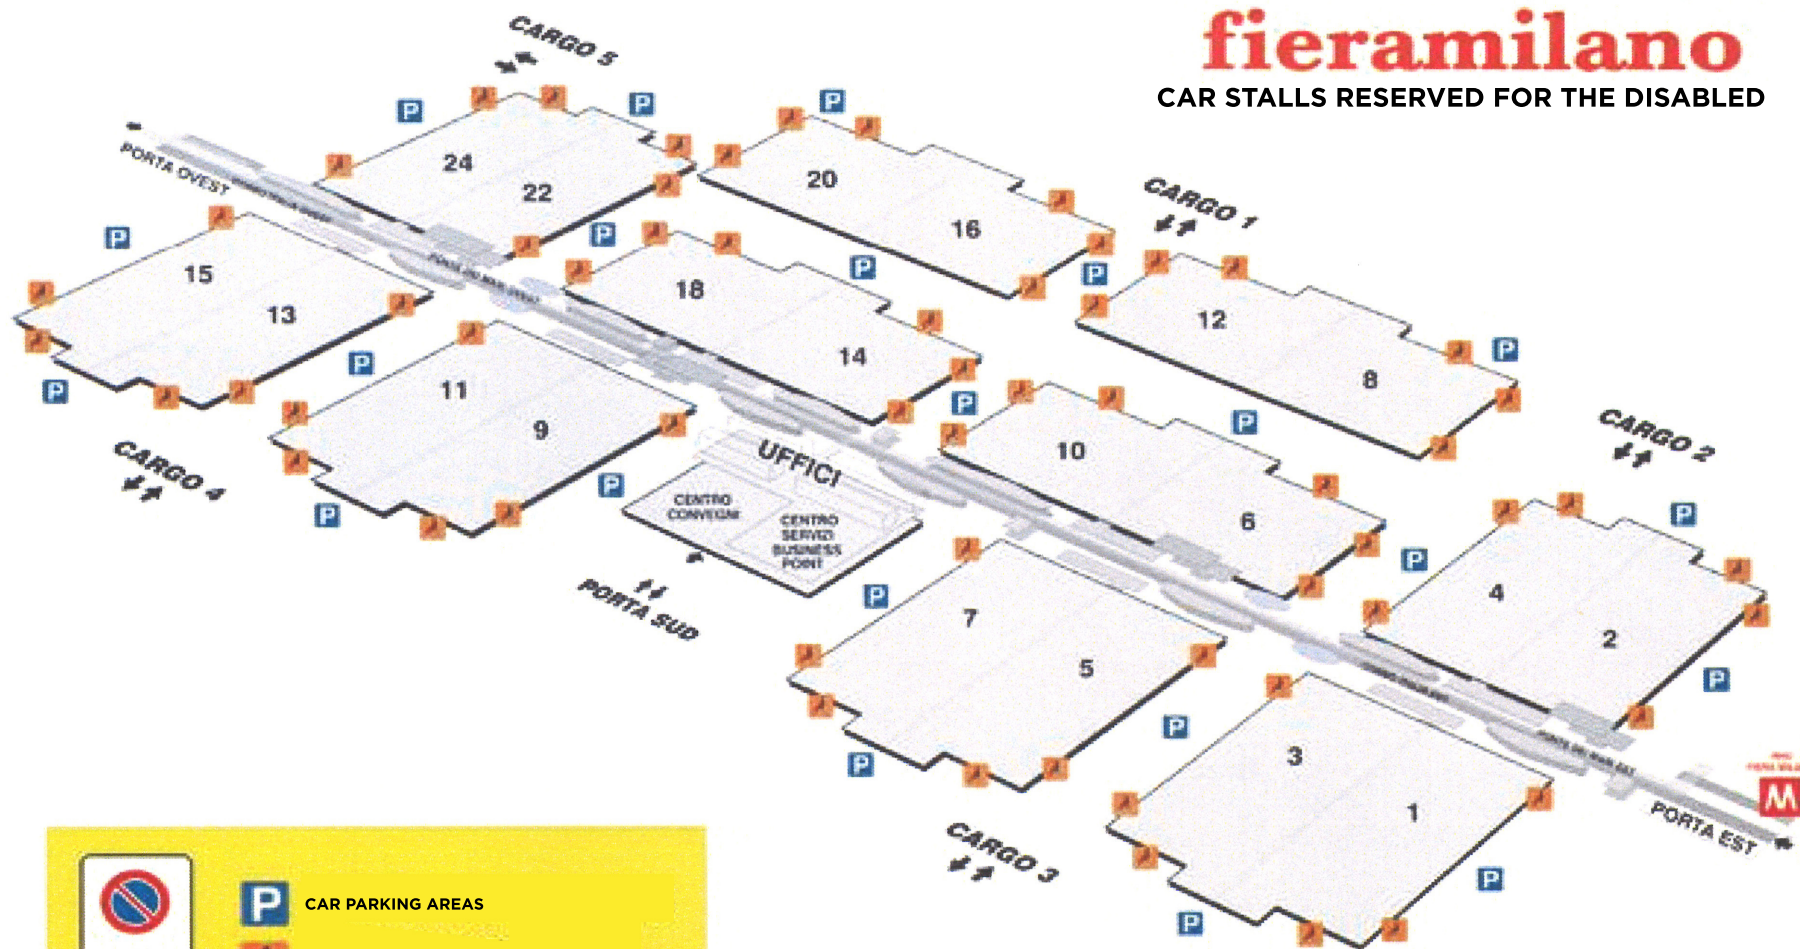 fieramilano
CAR STALLS RESERVED FOR THE DISABLED
CARGO 5
P
P
P
PORTA OVEST
24
22
20
16
CARGO 1
P
15
13
P
18
14
P
P
12
8
P
P
11
9
P
CARGO 4
P
P
UFFICI
CENTRO
CONVEGNI
CENTRO
SERVIZI
BUSINESS
POINT
PORTA SUD
P
10
6
P
CARGO 2
P
P
4
2
P
P
7
5
P
P
3
1
M
PORTA EST
CARGO 3
P
P
P CAR PARKING AREAS